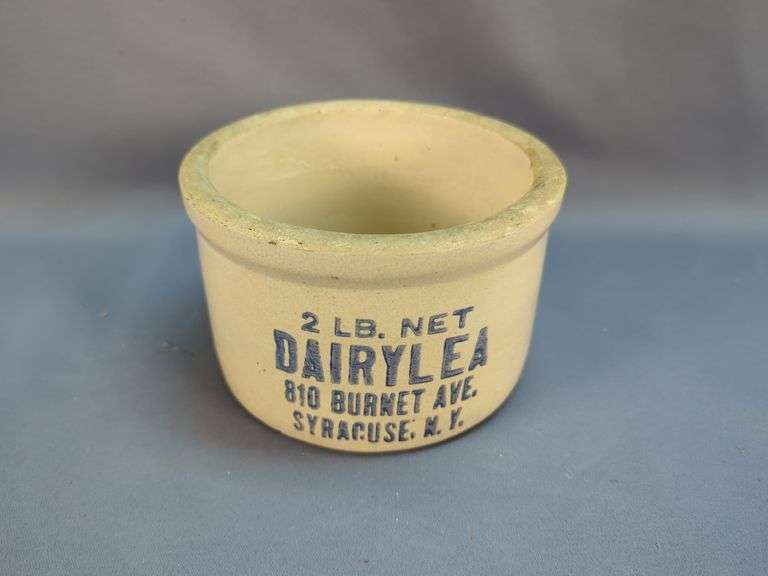 2 LB. NET
DAIRYLEA
810 BURNET AVE.
SYRACUSE, N. Y.